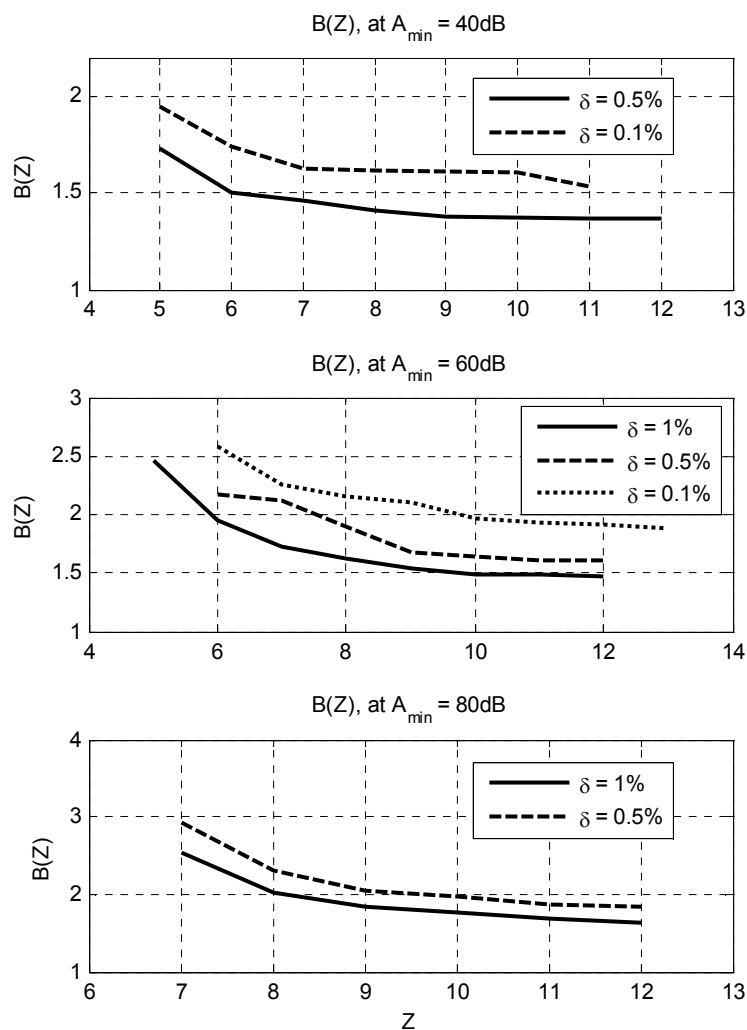 B(Z), at Amin = 40dB
2
1.5
1
B(Z)
δ = 0.5%
δ = 0.1%
4 5 6 7 8 9 10 11 12 13
B(Z), at Amin = 60dB
3
2.5
2
1.5
1
B(Z)
δ = 1%
δ = 0.5%
δ = 0.1%
4 6 8 10 12 14
B(Z), at Amin = 80dB
4
3
2
1
B(Z)
δ = 1%
δ = 0.5%
6 7 8 9 10 11 12 13
Z